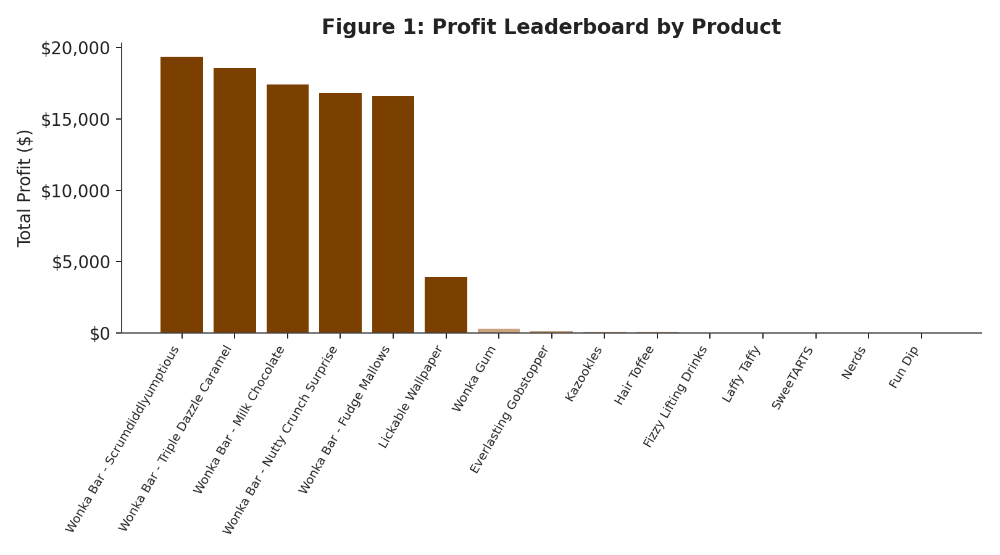 Figure 1: Profit Leaderboard by Product
Total Profit ($)
$20,000
$15,000
$10,000
$5,000
$0
Wonka Bar - Scrumdiddlyumptious
Wonka Bar - Triple Dazzle Caramel
Wonka Bar - Milk Chocolate
Wonka Bar - Nutty Crunch Surprise
Wonka Bar - Fudge Mallows
Lickable Wallpaper
Wonka Gum
Everlasting Gobstopper
Kazookles
Hair Toffee
Fizzy Lifting Drinks
Laffy Taffy
SweeTARTS
Nerds
Fun Dip